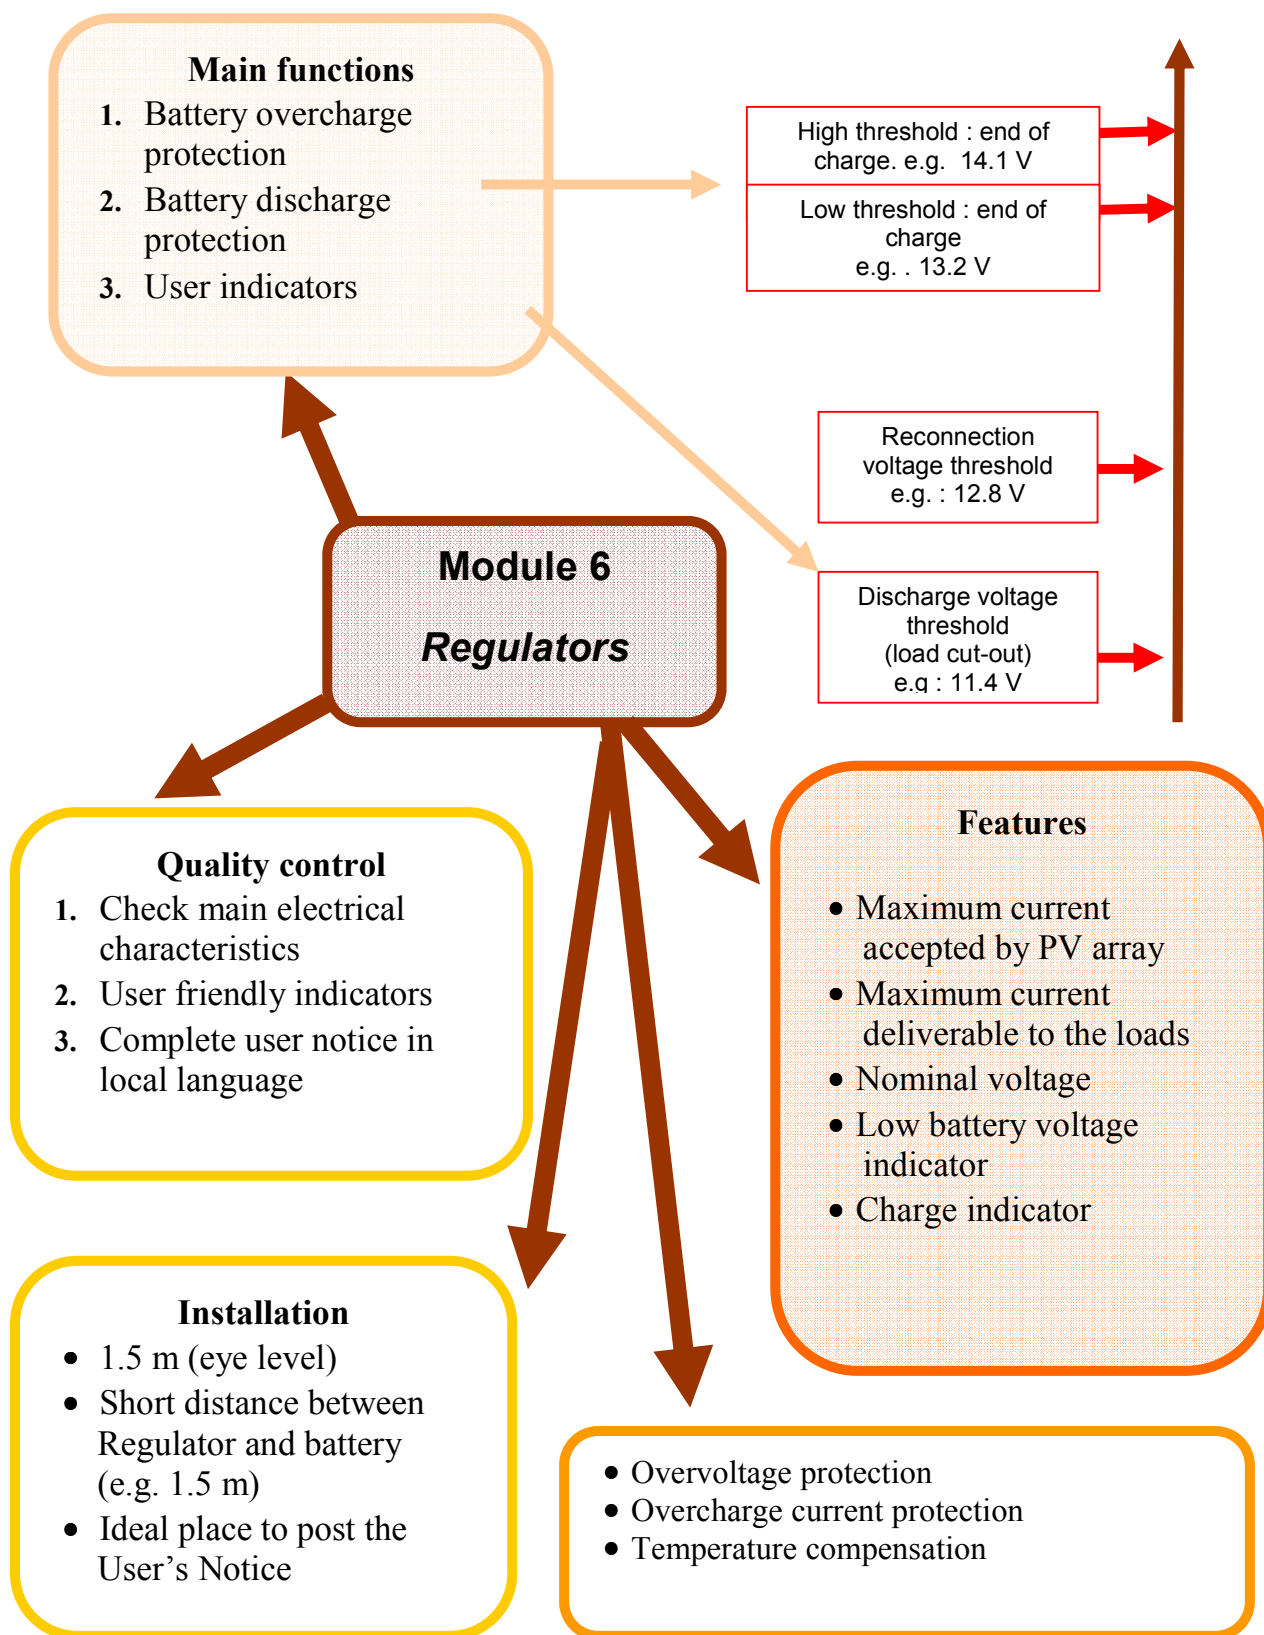 Main functions
1. Battery overcharge
protection
2. Battery discharge
protection
3. User indicators
High threshold : end of
charge. e.g. 14.1 V
Low threshold : end of
charge
e.g. . 13.2 V
Reconnection
voltage threshold
e.g. : 12.8 V
Discharge voltage
threshold
(load cut-out)
e.g : 11.4 V
Module 6
Regulators
Quality control
1. Check main electrical
characteristics
2. User friendly indicators
3. Complete user notice in
local language
Features
• Maximum current
accepted by PV array
• Maximum current
deliverable to the loads
• Nominal voltage
• Low battery voltage
indicator
• Charge indicator
Installation
• 1.5 m (eye level)
• Short distance between
Regulator and battery
(e.g. 1.5 m)
• Ideal place to post the
User’s Notice
• Overvoltage protection
• Overcharge current protection
• Temperature compensation